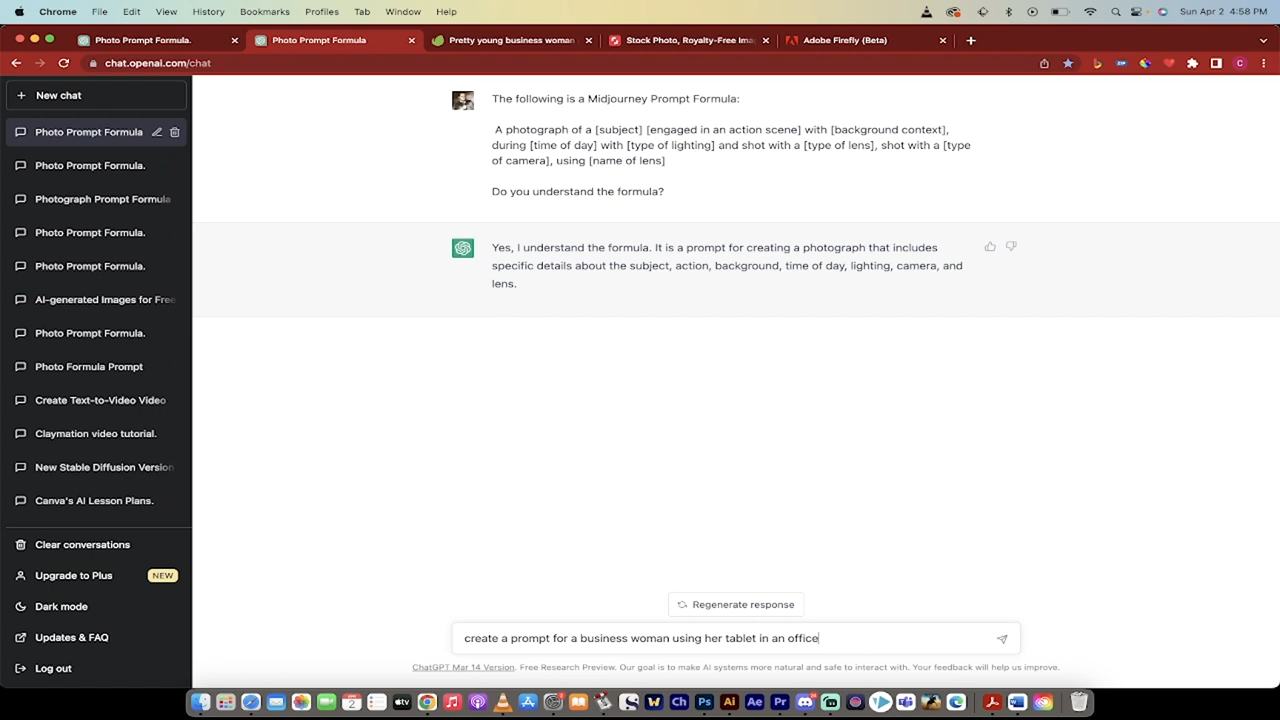 Chrome File Edit View History Bookmarks Profiles Tab Window Help Sun Apr 2 4:58 PM
Photo Prompt Formula. Photo Prompt Formula Pretty young business woman Stock Photo, Royalty-Free Ima Adobe Firefly (Beta)
chat.openai.com/chat
New chat
Photo Prompt Formula
Photo Prompt Formula.
Photograph Prompt Formula
Photo Prompt Formula.
Photo Prompt Formula.
AI-generated Images for Free
Photo Prompt Formula.
Photo Formula Prompt
Create Text-to-Video Video
Claymation video tutorial.
New Stable Diffusion Version
Canva's AI Lesson Plans.
Clear conversations
Upgrade to Plus NEW
Dark mode
Updates & FAQ
Log out
The following is a Midjourney Prompt Formula:
A photograph of a [subject] [engaged in an action scene] with [background context],
during [time of day] with [type of lighting] and shot with a [type of lens], shot with a [type
of camera], using [name of lens]
Do you understand the formula?
Yes, I understand the formula. It is a prompt for creating a photograph that includes
specific details about the subject, action, background, time of day, lighting, camera, and
lens.
Regenerate response
create a prompt for a business woman using her tablet in an office
ChatGPT Mar 14 Version. Free Research Preview. Our goal is to make AI systems more natural and safe to interact with. Your feedback will help us improve.